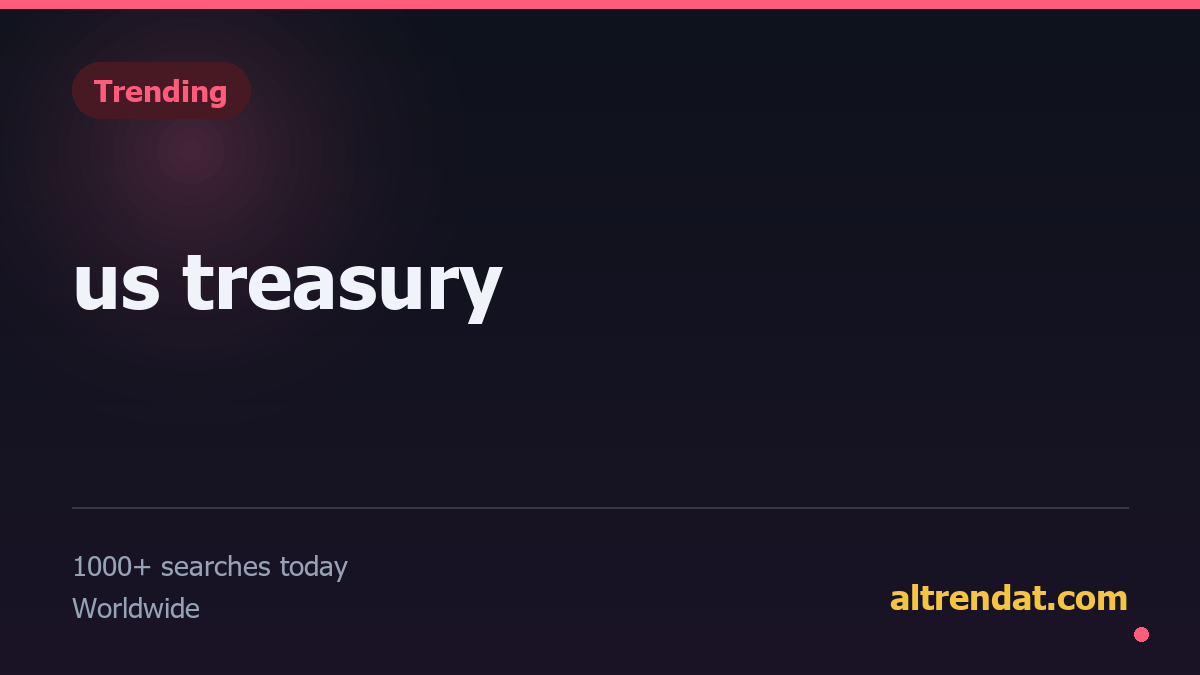 Trending
us treasury
1000+ searches today
Worldwide
altrendat.com